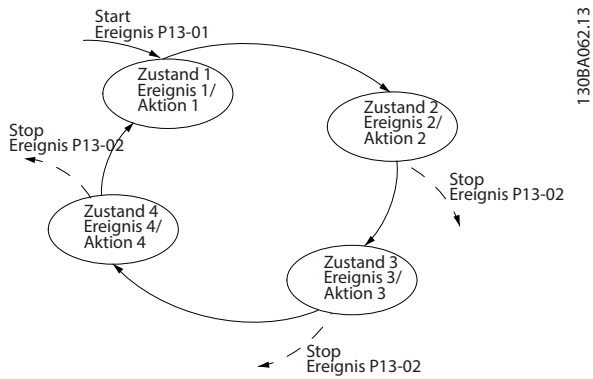 Start
Ereignis P13-01
130BA062.13
Zustand 1
Ereignis 1/
Aktion 1
Zustand 2
Ereignis 2/
Aktion 2
Stop
Ereignis P13-02
Stop
Ereignis P13-02
Zustand 4
Ereignis 4/
Aktion 4
Zustand 3
Ereignis 3/
Aktion 3
Stop
Ereignis P13-02